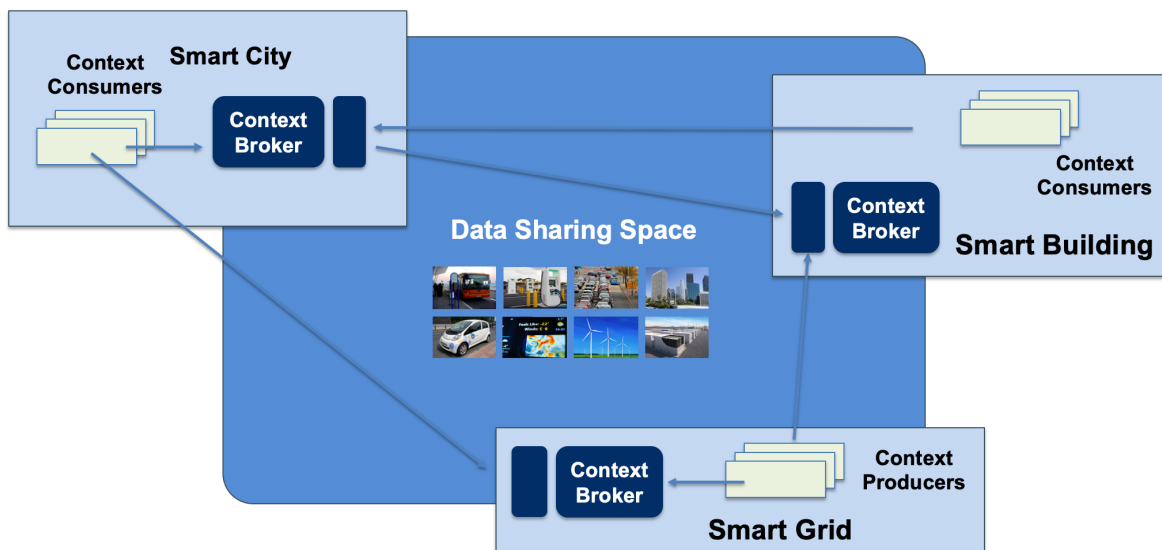 Smart City
Context
Consumers
Context
Broker
Context
Consumers
Context
Broker
Smart Building
Data Sharing Space
Context
Broker
Context
Producers
Smart Grid